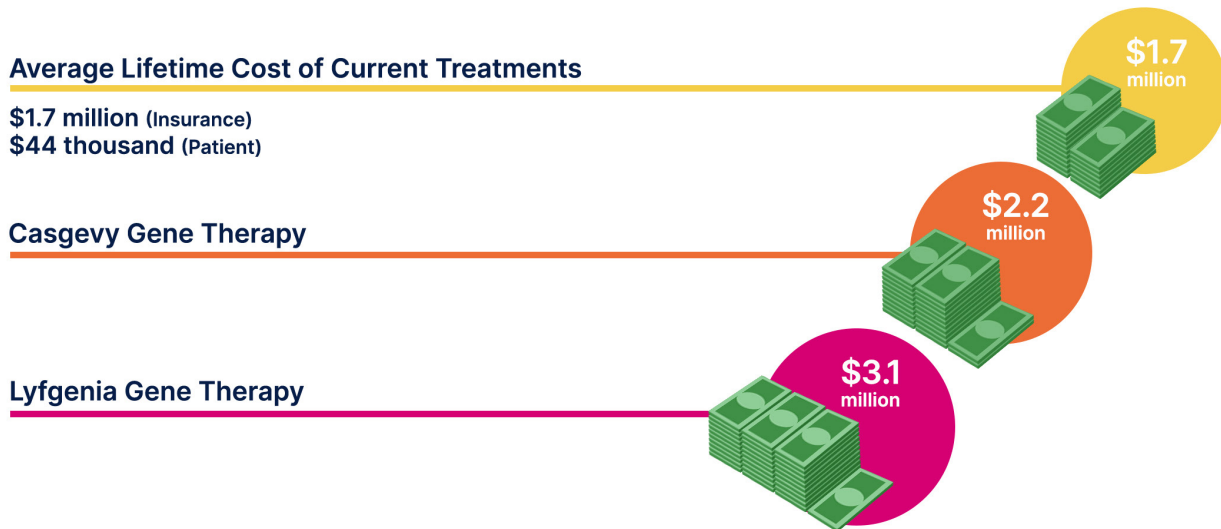 Average Lifetime Cost of Current Treatments
$1.7 million (Insurance)
$44 thousand (Patient)
$1.7
million
Casgevy Gene Therapy
$2.2
million
Lyfgenia Gene Therapy
$3.1
million